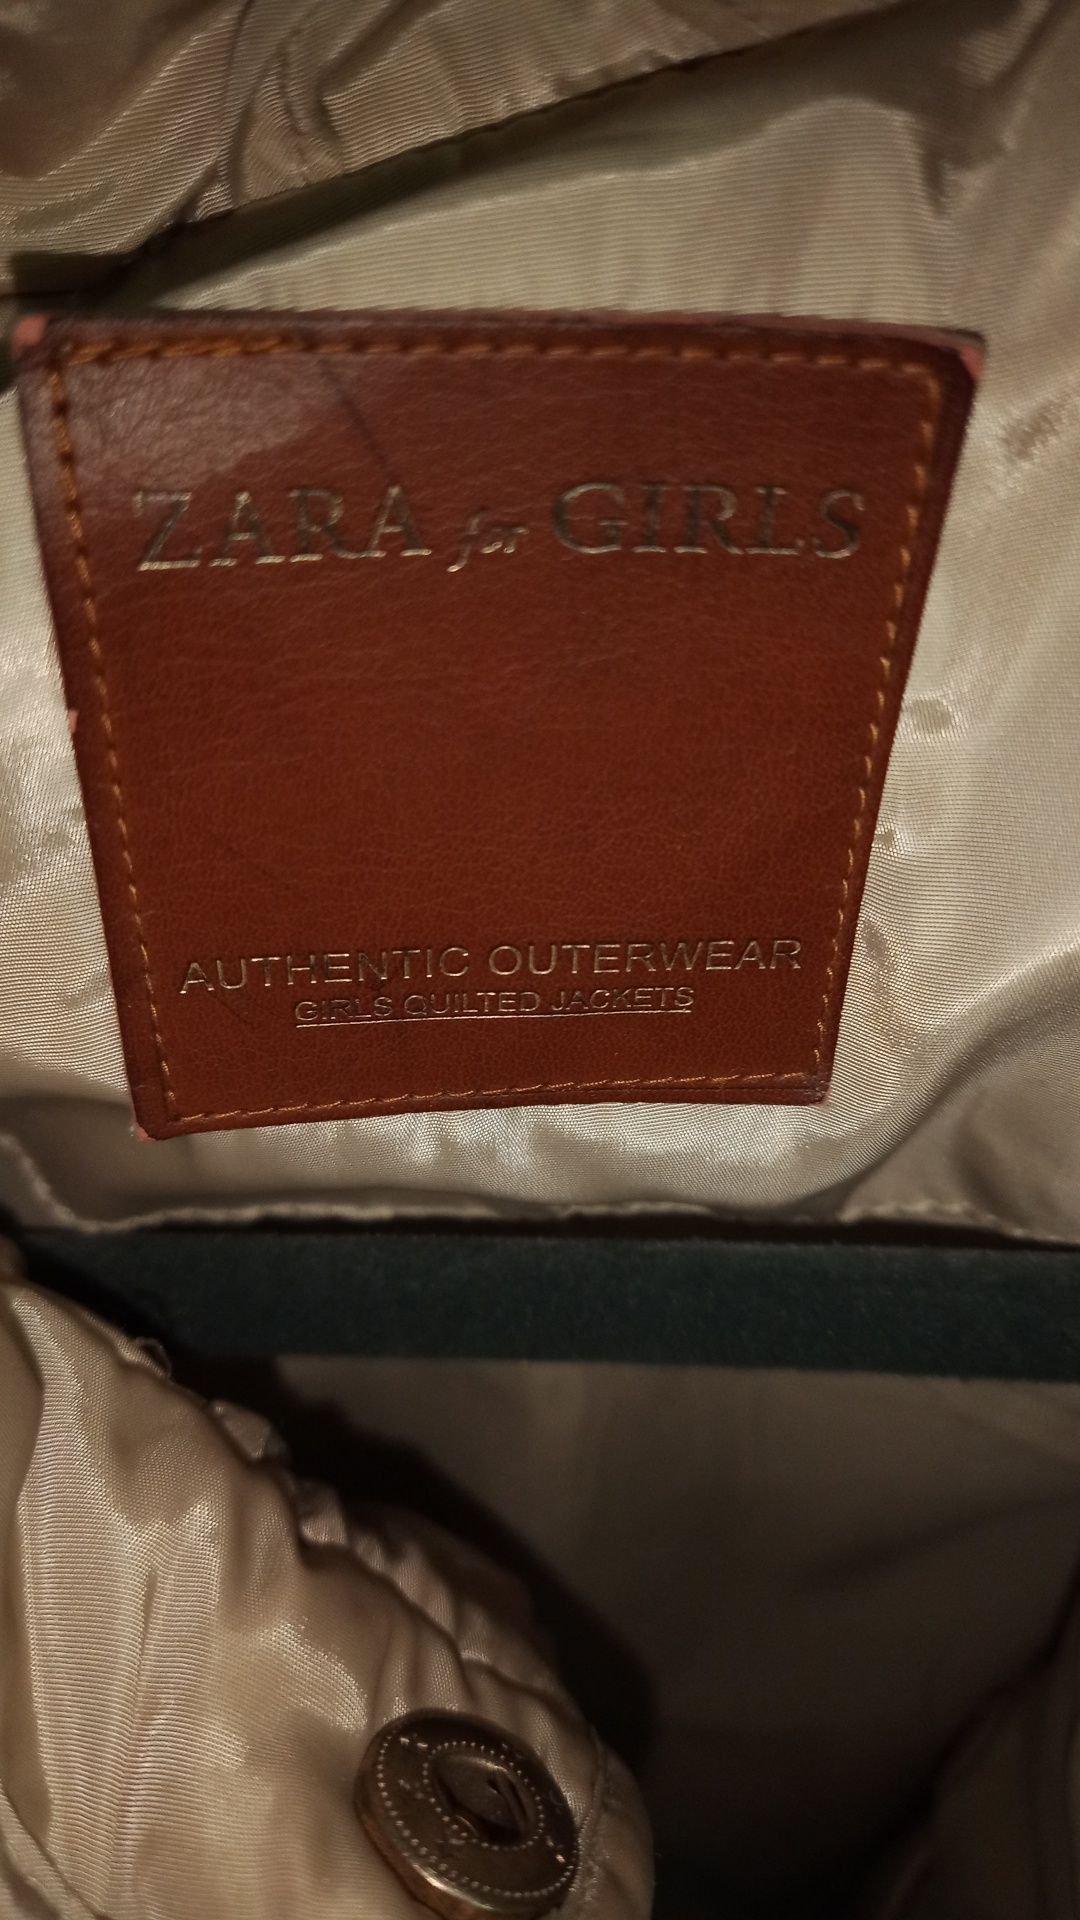 ZARA for GIRLS
AUTHENTIC OUTERWEAR
GIRLS QUILTED JACKETS